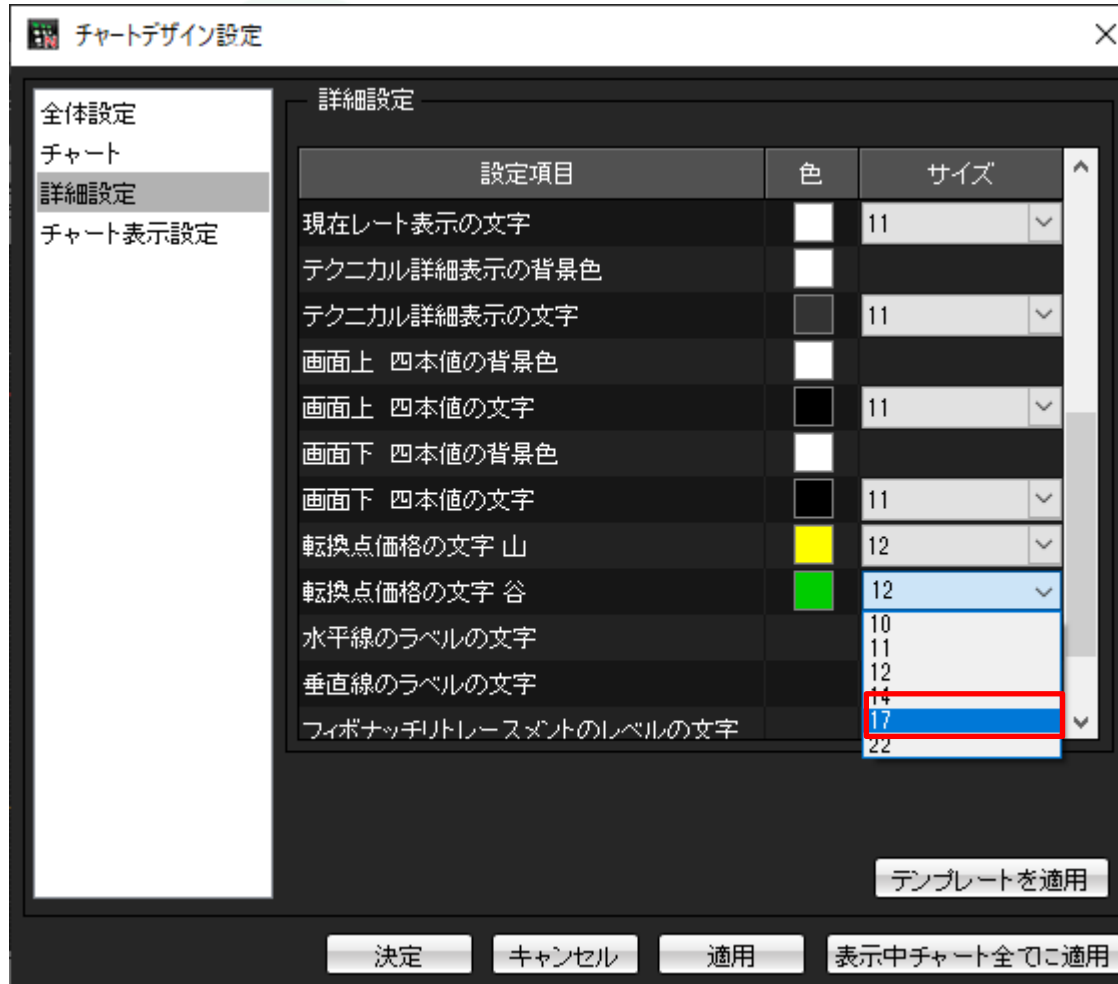 チャートデザイン設定
全体設定
チャート
詳細設定
チャート表示設定
詳細設定
設定項目 色 サイズ
現在レート表示の文字 11
テクニカル詳細表示の背景色
テクニカル詳細表示の文字 11
画面上 四本値の背景色
画面上 四本値の文字 11
画面下 四本値の背景色
画面下 四本値の文字 11
転換点価格の文字 山 12
転換点価格の文字 谷 12
水平線のラベルの文字
垂直線のラベルの文字
フィボナッチリトレースメントのレベルの文字
10
11
12
14
17
22
テンプレートを適用
決定 キャンセル 適用 表示中チャート全てに適用